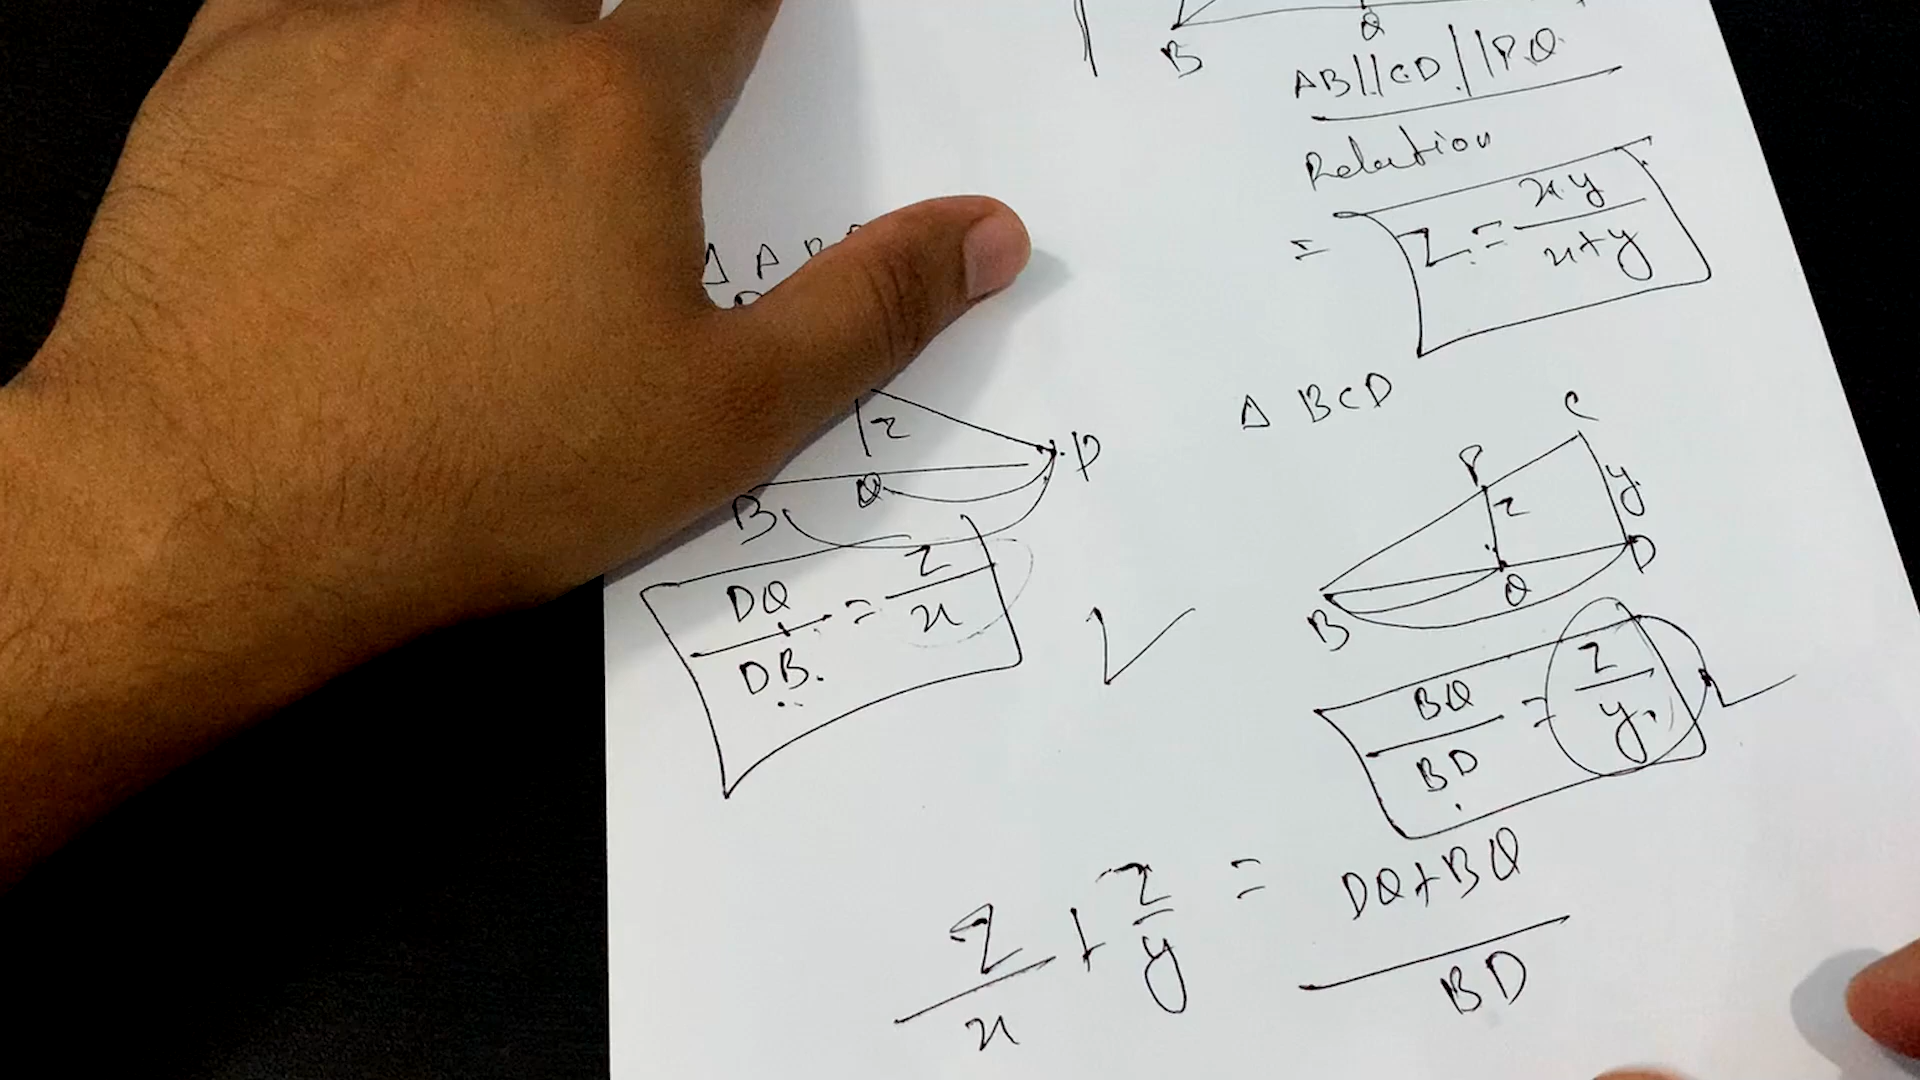 B Q
AB||CD||PQ
Relation
= Z = xy / x+y
Δ A B
Δ BCD
C
P
z
y
z
D
B Q
B Q D
DQ / DB = z / x
BQ / BD = z / y
z / x + z / y = DQ+BQ / BD